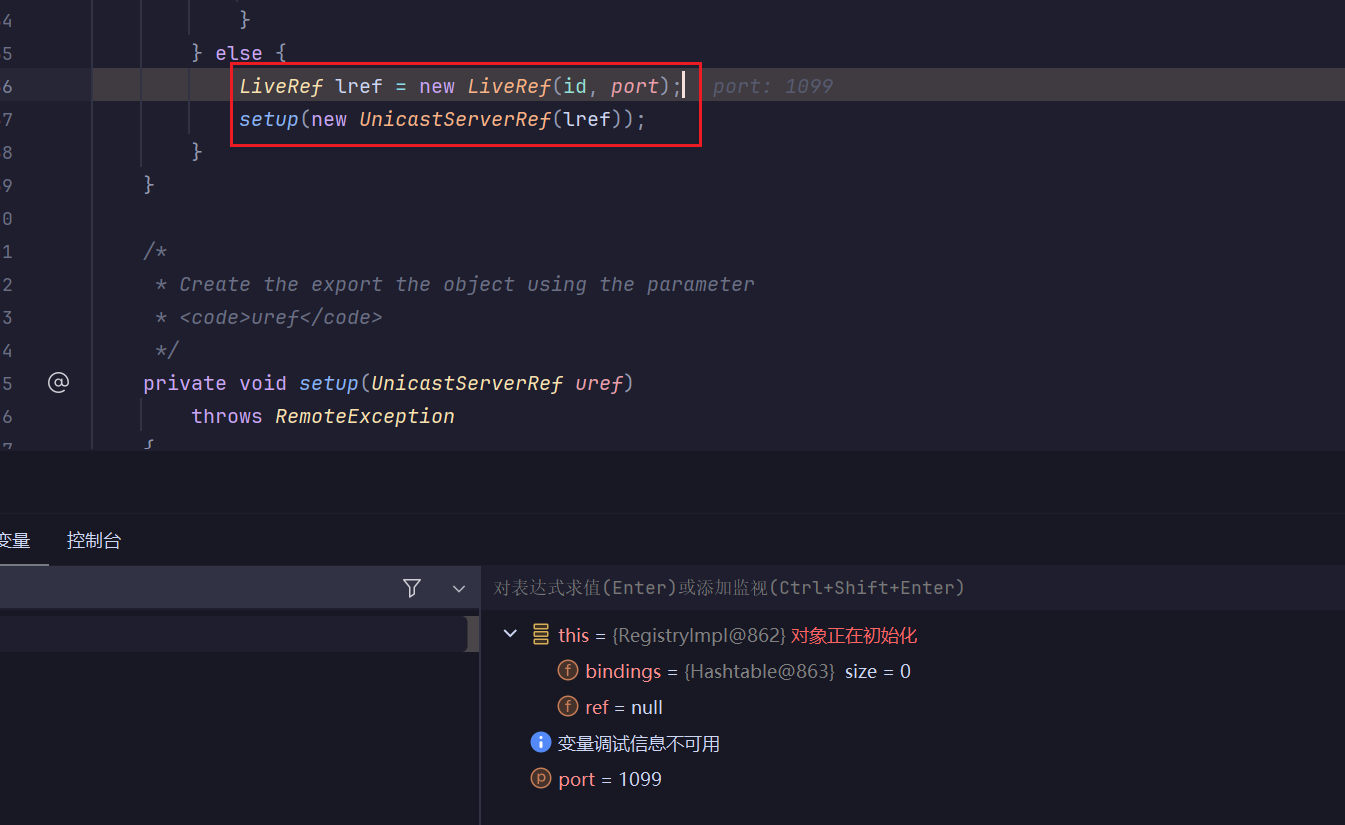 4 }
5 } else {
6 LiveRef lref = new LiveRef(id, port); port: 1099
7 setup(new UnicastServerRef(lref));
8 }
9 }
0
1 /*
2 * Create the export the object using the parameter
3 * <code>uref</code>
4 */
5 @ private void setup(UnicastServerRef uref)
6 throws RemoteException
7 {
变量 控制台
对表达式求值(Enter)或添加监视(Ctrl+Shift+Enter)
this = {RegistryImpl@862} 对象正在初始化
f bindings = {Hashtable@863} size = 0
f ref = null
i 变量调试信息不可用
p port = 1099